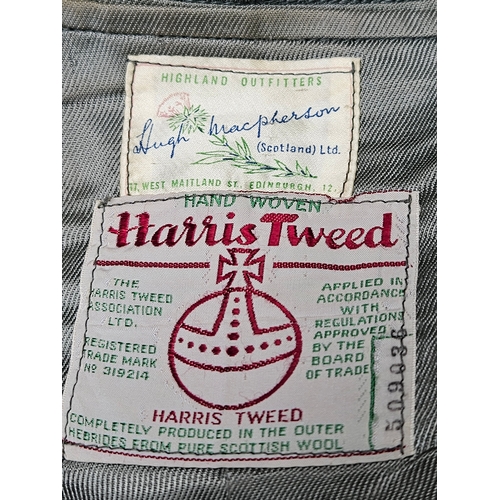 HIGHLAND OUTFITTERS
Hugh Macpherson
(Scotland) Ltd.
17, WEST MAITLAND ST. EDINBURGH, 12.
HAND WOVEN
Harris Tweed
THE
HARRIS TWEED
ASSOCIATION
LTD.
REGISTERED
TRADE MARK
Nº 319214
APPLIED IN
ACCORDANCE
WITH
REGULATIONS
APPROVED
BY THE
BOARD
OF TRADE
509036
HARRIS TWEED
COMPLETELY PRODUCED IN THE OUTER
HEBRIDES FROM PURE SCOTTISH WOOL